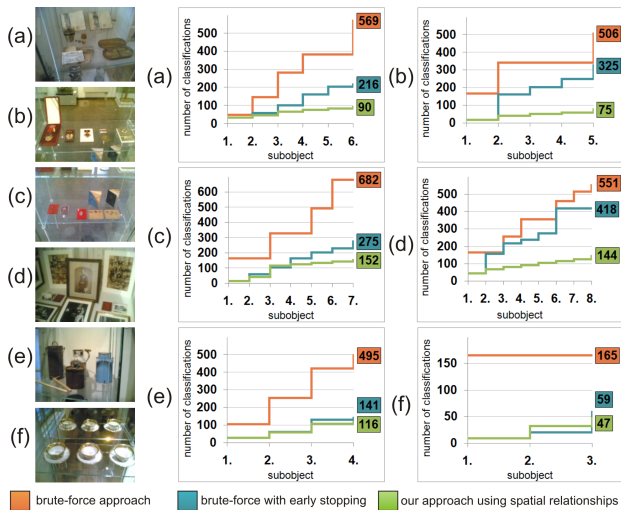 (a)
(b)
(c)
(d)
(e)
(f)
(a)
number of classifications
500
400
300
200
100
0
569
216
90
1. 2. 3. 4. 5. 6.
subobject
(b)
number of classifications
500
400
300
200
100
0
506
325
75
1. 2. 3. 4. 5.
subobject
(c)
number of classifications
600
500
400
300
200
100
0
682
275
152
1. 2. 3. 4. 5. 6. 7.
subobject
(d)
number of classifications
500
400
300
200
100
0
551
418
144
1. 2. 3. 4. 5. 6. 7. 8.
subobject
(e)
number of classifications
500
400
300
200
100
0
495
141
116
1. 2. 3. 4.
subobject
(f)
number of classifications
150
100
50
0
165
59
47
1. 2. 3.
subobject
brute-force approach
brute-force with early stopping
our approach using spatial relationships